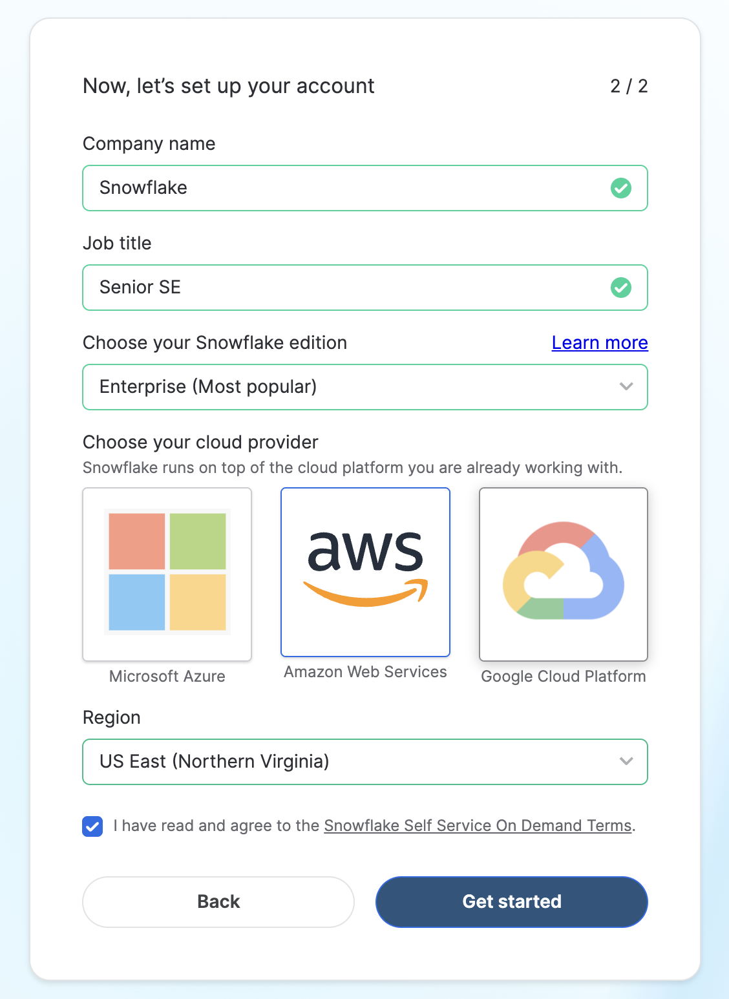 Now, let’s set up your account
2 / 2
Company name
Snowflake
Job title
Senior SE
Choose your Snowflake edition
Learn more
Enterprise (Most popular)
Choose your cloud provider
Snowflake runs on top of the cloud platform you are already working with.
aws
Microsoft Azure
Amazon Web Services
Google Cloud Platform
Region
US East (Northern Virginia)
I have read and agree to the Snowflake Self Service On Demand Terms.
Back
Get started